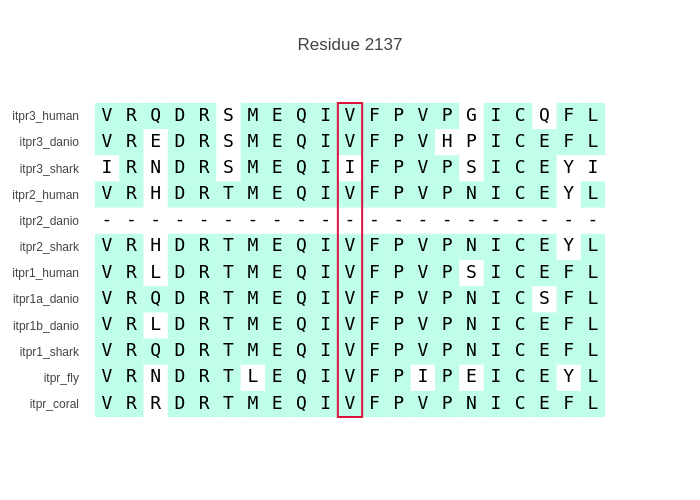 Residue 2137
itpr3_human V R Q D R S M E Q I V F P V P G I C Q F L
itpr3_danio V R E D R S M E Q I V F P V H P I C E F L
itpr3_shark I R N D R S M E Q I I F P V P S I C E Y I
itpr2_human V R H D R T M E Q I V F P V P N I C E Y L
itpr2_danio - - - - - - - - - - - - - - - - - - - - -
itpr2_shark V R H D R T M E Q I V F P V P N I C E Y L
itpr1_human V R L D R T M E Q I V F P V P S I C E F L
itpr1a_danio V R Q D R T M E Q I V F P V P N I C S F L
itpr1b_danio V R L D R T M E Q I V F P V P N I C E F L
itpr1_shark V R Q D R T M E Q I V F P V P N I C E F L
itpr_fly V R N D R T L E Q I V F P I P E I C E Y L
itpr_coral V R R D R T M E Q I V F P V P N I C E F L